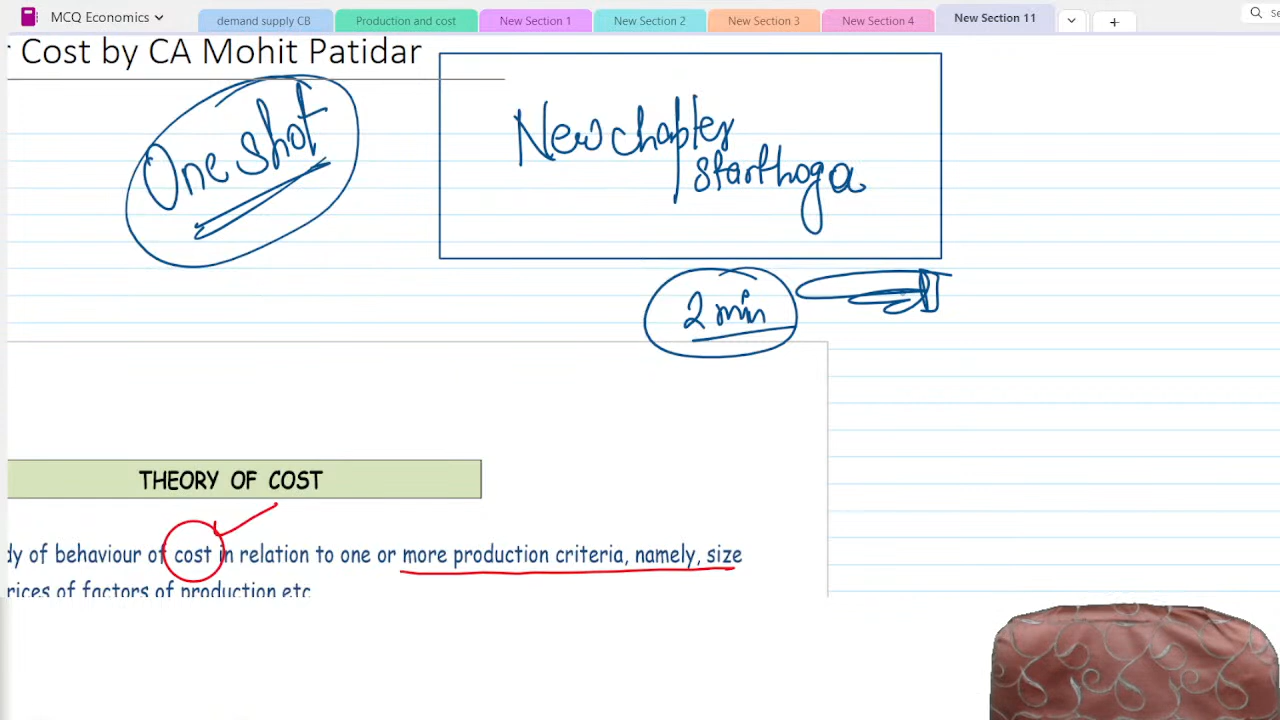 MCQ Economics
demand supply CB
Production and cost
New Section 1
New Section 2
New Section 3
New Section 4
New Section 11
r Cost by CA Mohit Patidar
One shot
New chapter
start hoga
2 min
THEORY OF COST
dy of behaviour of cost in relation to one or more production criteria, namely, size
rices of factors of production etc